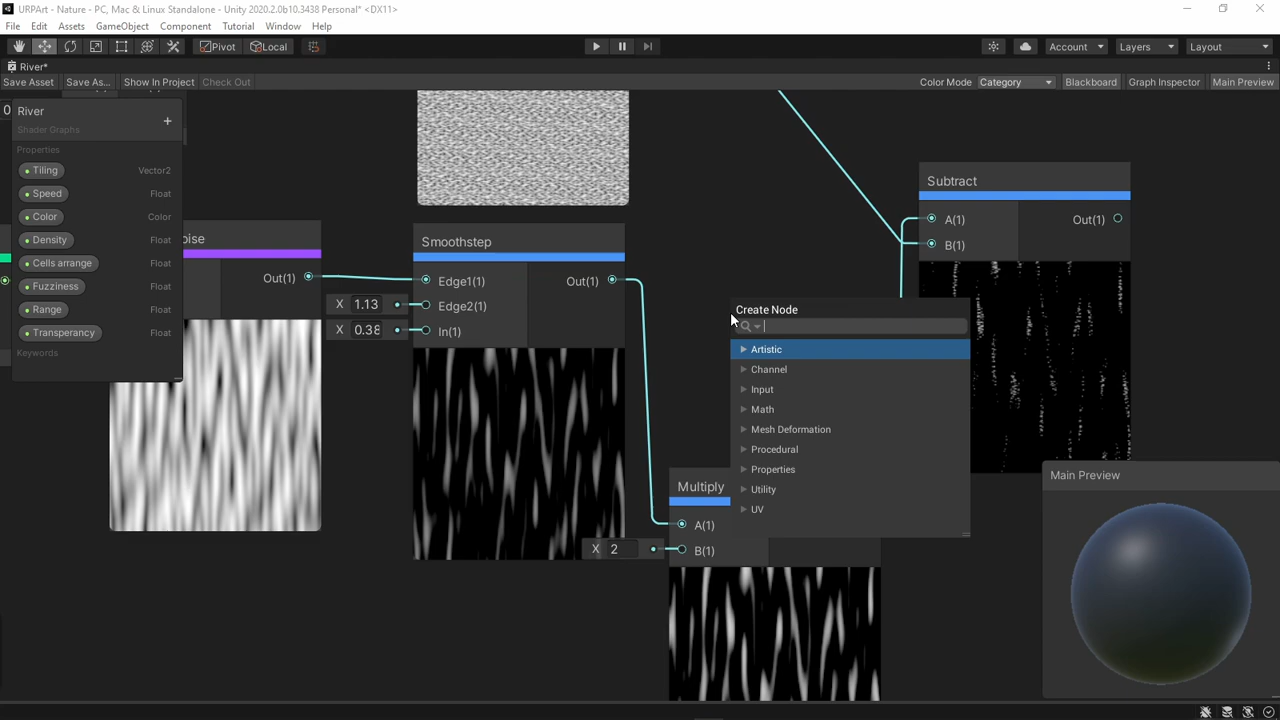 URPArt - Nature - PC, Mac & Linux Standalone - Unity 2020.2.0b10.3438 Personal* <DX11>
File Edit Assets GameObject Component Tutorial Window Help
Pivot Local Account Layers Layout
River*
Save Asset Save As... Show In Project Check Out Color Mode Category Blackboard Graph Inspector Main Preview
0
River
+
Shader Graphs
Properties
Tiling Vector2
Speed Float
Color Color
Density Float
Cells arrange Float
Fuzziness Float
Range Float
Transperancy Float
Keywords
oise
Out(1)
Smoothstep
Edge1(1) Out(1)
X 1.13 Edge2(1)
X 0.38 In(1)
Create Node
Artistic
Channel
Input
Math
Mesh Deformation
Procedural
Properties
Utility
UV
Subtract
A(1) Out(1)
B(1)
Multiply
A(1)
X 2 B(1)
Main Preview